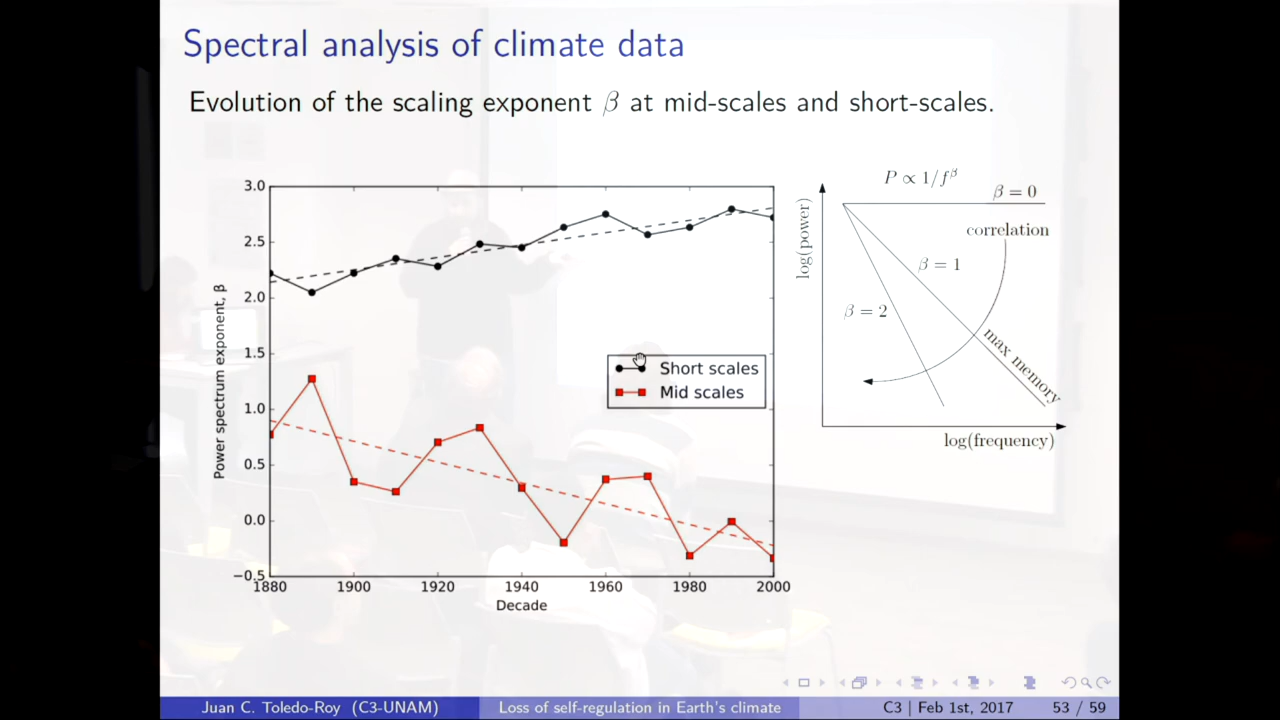 Spectral analysis of climate data
Evolution of the scaling exponent β at mid-scales and short-scales.
3.0
2.5
2.0
1.5
1.0
0.5
0.0
−0.5
Power spectrum exponent, β
1880
1900
1920
1940
1960
1980
2000
Decade
Short scales
Mid scales
P ∝ 1/f^β
β = 0
correlation
β = 1
β = 2
max memory
log(power)
log(frequency)
Juan C. Toledo-Roy (C3-UNAM)
Loss of self-regulation in Earth's climate
C3 | Feb 1st, 2017
53 / 59